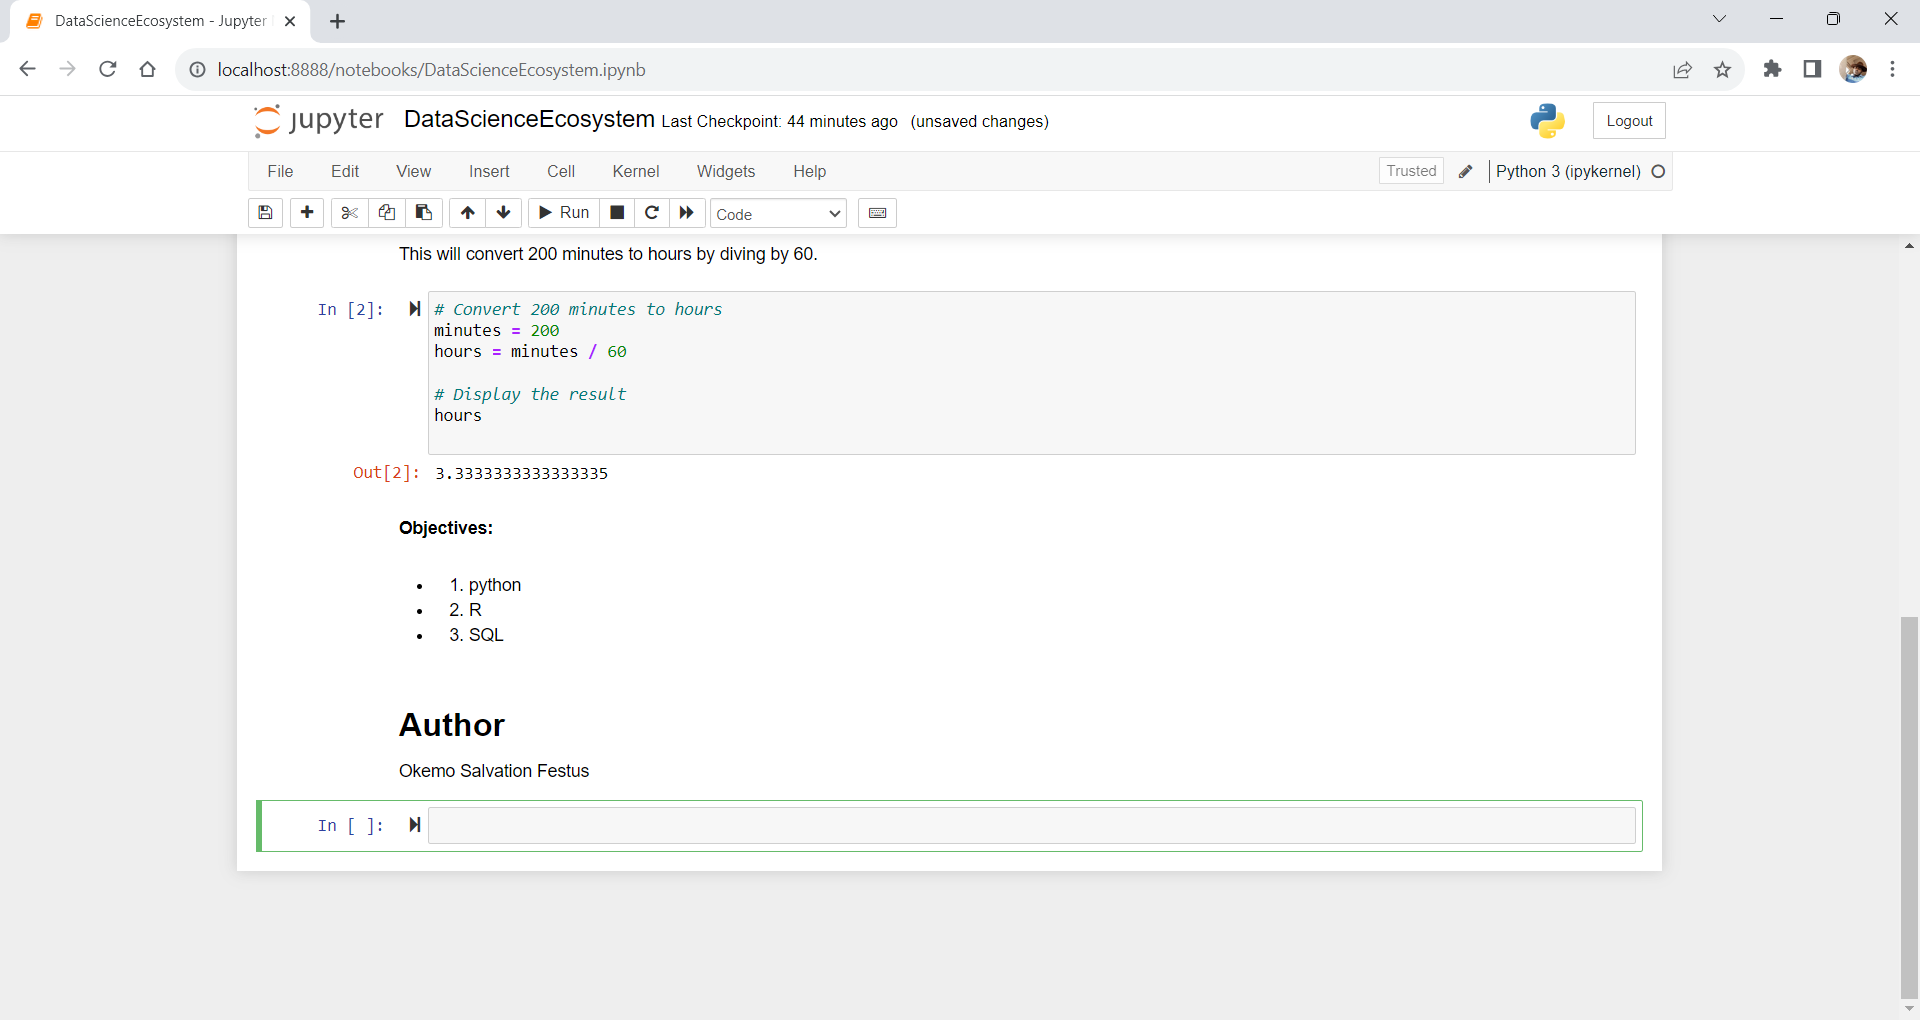 DataScienceEcosystem - Jupyter
localhost:8888/notebooks/DataScienceEcosystem.ipynb
jupyter DataScienceEcosystem Last Checkpoint: 44 minutes ago (unsaved changes) Logout
File Edit View Insert Cell Kernel Widgets Help Trusted Python 3 (ipykernel)
Run Code
This will convert 200 minutes to hours by diving by 60.
In [2]: # Convert 200 minutes to hours
minutes = 200
hours = minutes / 60
# Display the result
hours
Out[2]: 3.3333333333333335
Objectives:
• 1. python
• 2. R
• 3. SQL
Author
Okemo Salvation Festus
In [ ]: